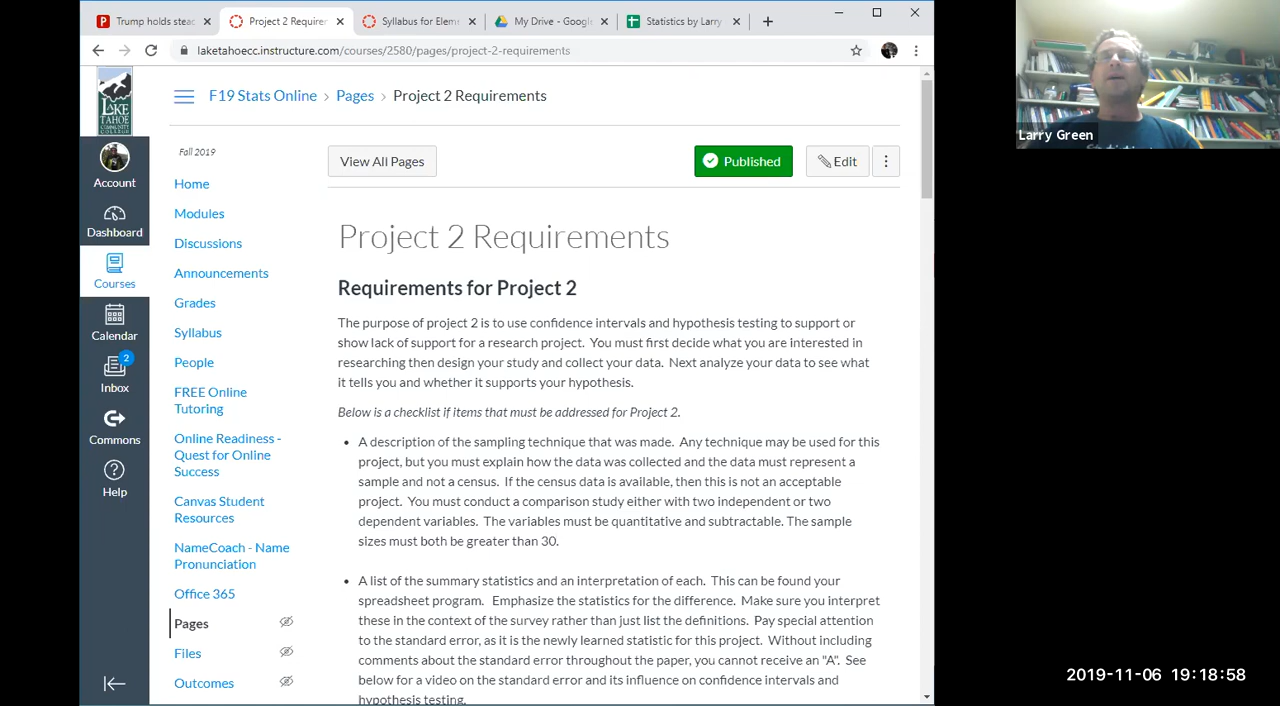 Trump holds steac
Project 2 Requirer
Syllabus for Elem
My Drive - Google
Statistics by Larry
laketahoecc.instructure.com/courses/2580/pages/project-2-requirements
LAKE
TAHOE
COMMUNITY
COLLEGE
Account
Dashboard
Courses
Calendar
2
Inbox
Commons
Help
F19 Stats Online > Pages > Project 2 Requirements
Fall 2019
Home
Modules
Discussions
Announcements
Grades
Syllabus
People
FREE Online
Tutoring
Online Readiness -
Quest for Online
Success
Canvas Student
Resources
NameCoach - Name
Pronunciation
Office 365
Pages
Files
Outcomes
View All Pages
Published
Edit
Project 2 Requirements
Requirements for Project 2
The purpose of project 2 is to use confidence intervals and hypothesis testing to support or
show lack of support for a research project.  You must first decide what you are interested in
researching then design your study and collect your data.  Next analyze your data to see what
it tells you and whether it supports your hypothesis.
Below is a checklist if items that must be addressed for Project 2.
• A description of the sampling technique that was made.  Any technique may be used for this
project, but you must explain how the data was collected and the data must represent a
sample and not a census.  If the census data is available, then this is not an acceptable
project.  You must conduct a comparison study either with two independent or two
dependent variables.  The variables must be quantitative and subtractable. The sample
sizes must both be greater than 30.
• A list of the summary statistics and an interpretation of each.  This can be found your
spreadsheet program.  Emphasize the statistics for the difference.  Make sure you interpret
these in the context of the survey rather than just list the definitions.  Pay special attention
to the standard error, as it is the newly learned statistic for this project.  Without including
comments about the standard error throughout the paper, you cannot receive an "A".  See
below for a video on the standard error and its influence on confidence intervals and
hypothesis testing.
Larry Green
2019-11-06 19:18:58